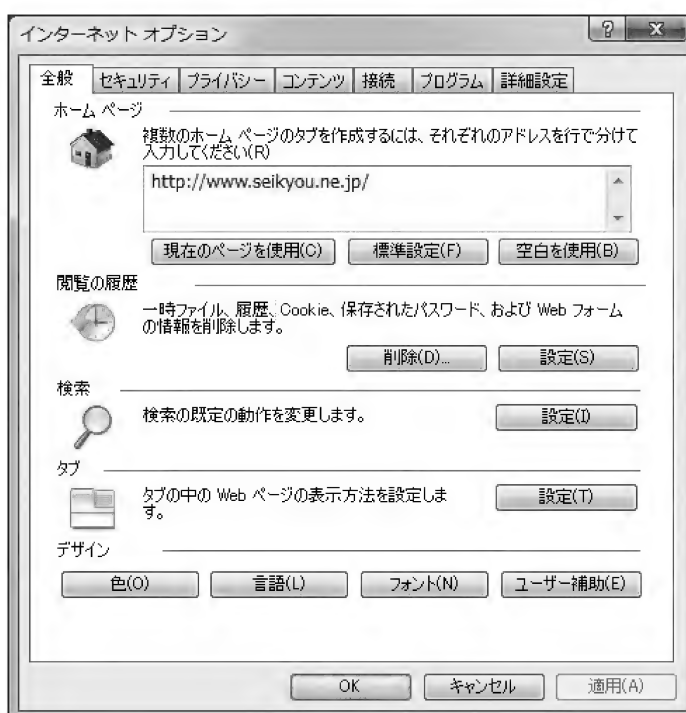 インターネット オプション
? X
全般 セキュリティ プライバシー コンテンツ 接続 プログラム 詳細設定
ホーム ページ
複数のホーム ページのタブを作成するには、それぞれのアドレスを行で分けて
入力してください(R)
http://www.seikyou.ne.jp/
現在のページを使用(C) 標準設定(F) 空白を使用(B)
閲覧の履歴
一時ファイル、履歴、Cookie、保存されたパスワード、および Web フォーム
の情報を削除します。
削除(D)... 設定(S)
検索
検索の既定の動作を変更します。 設定(I)
タブ
タブの中の Web ページの表示方法を設定しま
す。
設定(T)
デザイン
色(O) 言語(L) フォント(N) ユーザー補助(E)
OK キャンセル 適用(A)